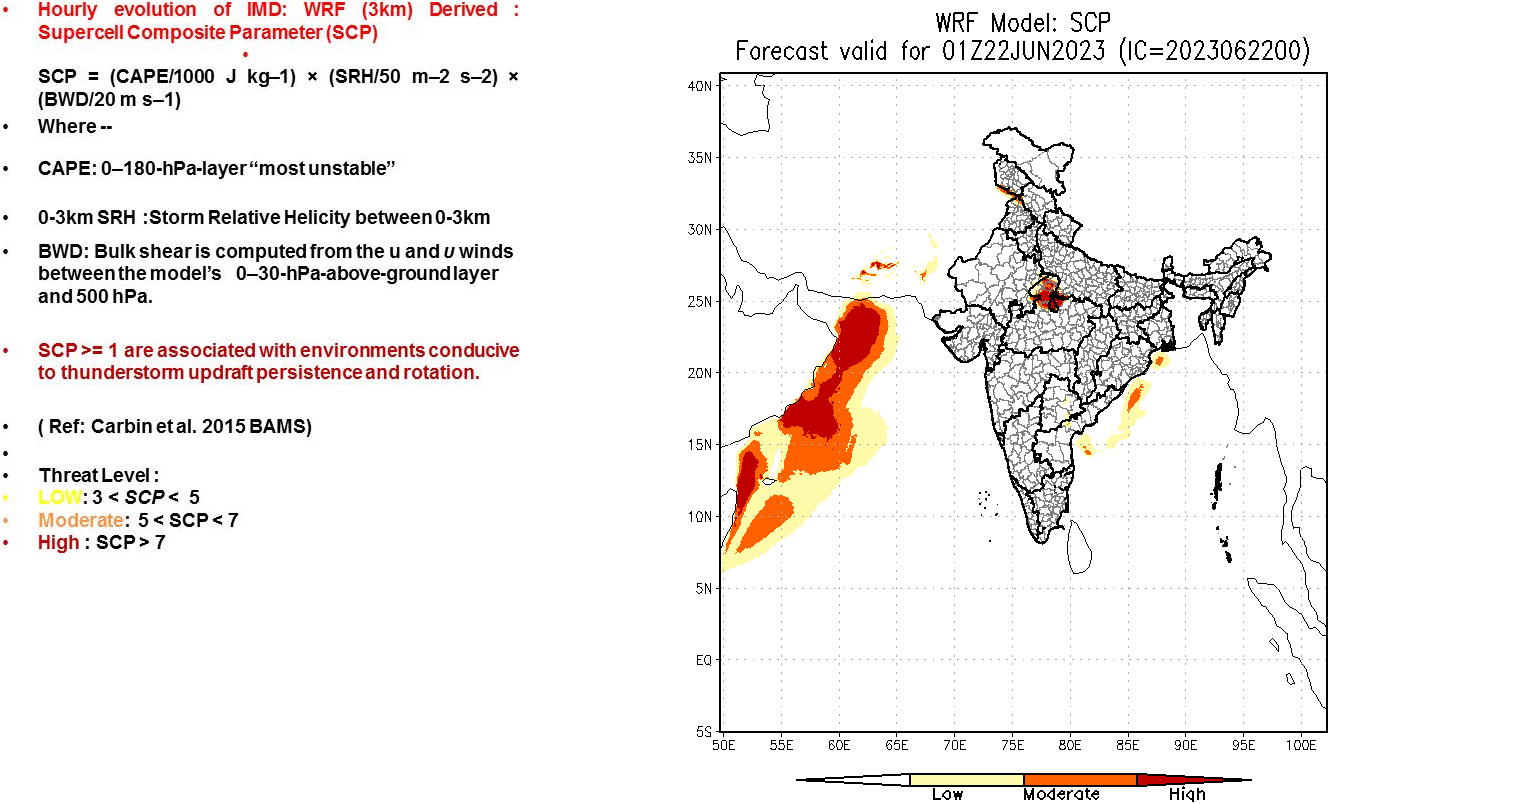 • Hourly evolution of IMD: WRF (3km) Derived :
Supercell Composite Parameter (SCP)
•
SCP = (CAPE/1000 J kg–1) × (SRH/50 m–2 s–2) ×
(BWD/20 m s–1)
• Where --
• CAPE: 0–180-hPa-layer “most unstable”
• 0-3km SRH :Storm Relative Helicity between 0-3km
• BWD: Bulk shear is computed from the u and υ winds
between the model’s 0–30-hPa-above-ground layer
and 500 hPa.
• SCP >= 1 are associated with environments conducive
to thunderstorm updraft persistence and rotation.
• ( Ref: Carbin et al. 2015 BAMS)
•
• Threat Level :
• LOW: 3 < SCP < 5
• Moderate: 5 < SCP < 7
• High : SCP > 7
WRF Model: SCP
Forecast valid for 01Z22JUN2023 (IC=2023062200)
40N
35N
30N
25N
20N
15N
10N
5N
EQ
5S
50E 55E 60E 65E 70E 75E 80E 85E 90E 95E 100E
Low Moderate High